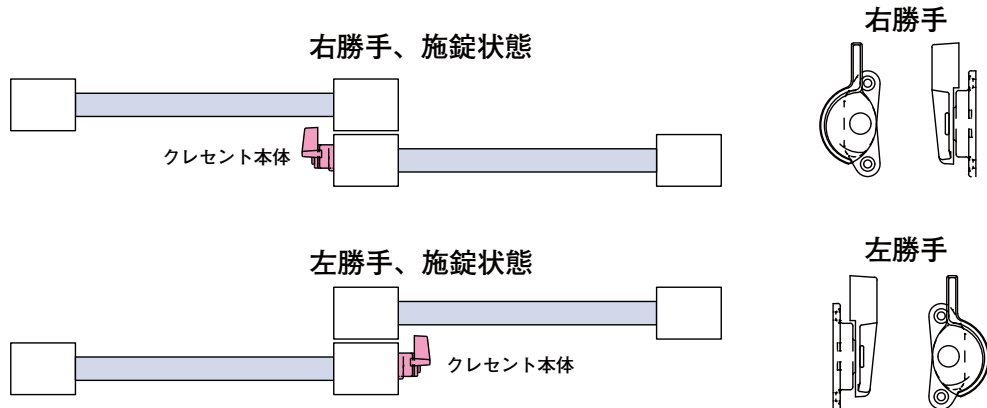 右勝手、施錠状態
右勝手
クレセント本体
左勝手、施錠状態
左勝手
クレセント本体